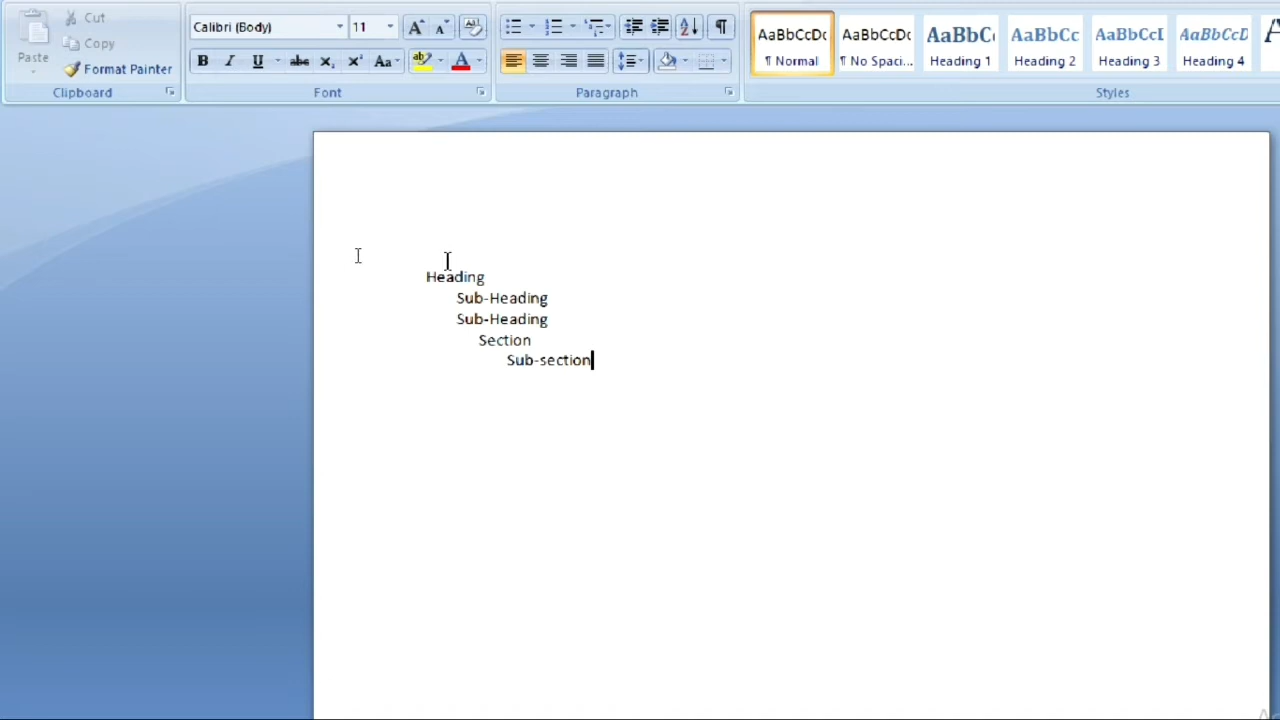 Cut
Copy
Paste
Format Painter
Clipboard
Calibri (Body)
11
B I U abc x₂ x² Aa
ab A
Font
A Z ¶
Paragraph
AaBbCcDc AaBbCcDc AaBbC AaBbCc AaBbCcI AaBbCcD
¶ Normal ¶ No Spaci... Heading 1 Heading 2 Heading 3 Heading 4
Styles
Heading
Sub-Heading
Sub-Heading
Section
Sub-section